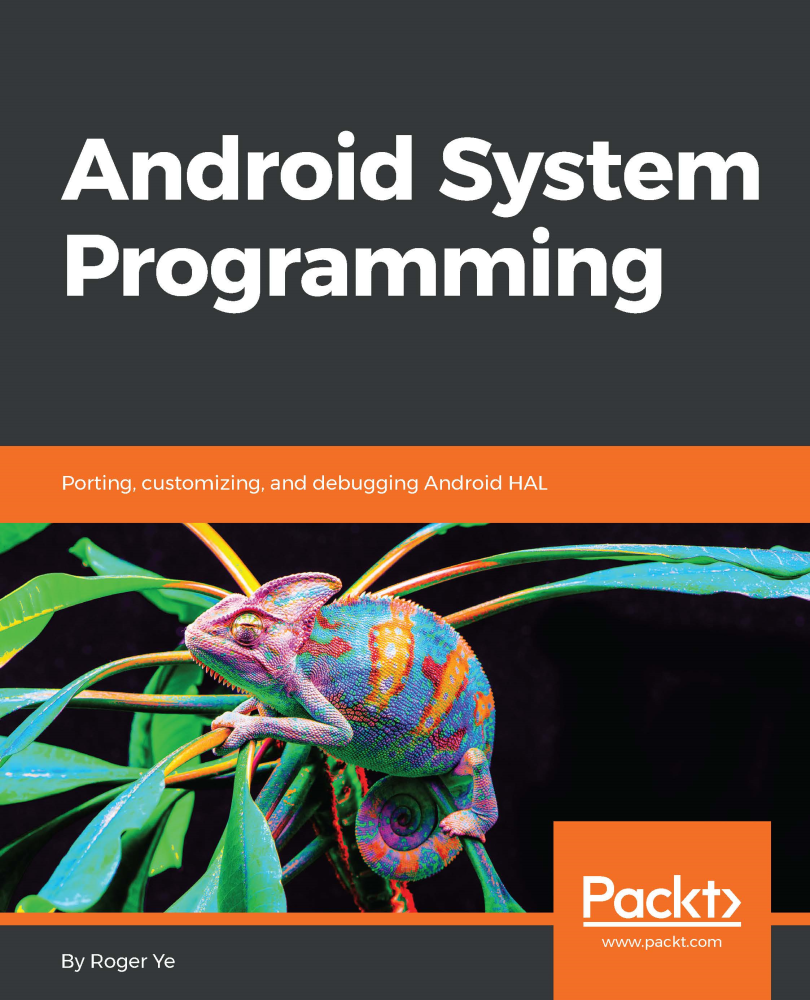 Android System
Programming
Porting, customizing, and debugging Android HAL
Packt>
www.packt.com
By Roger Ye